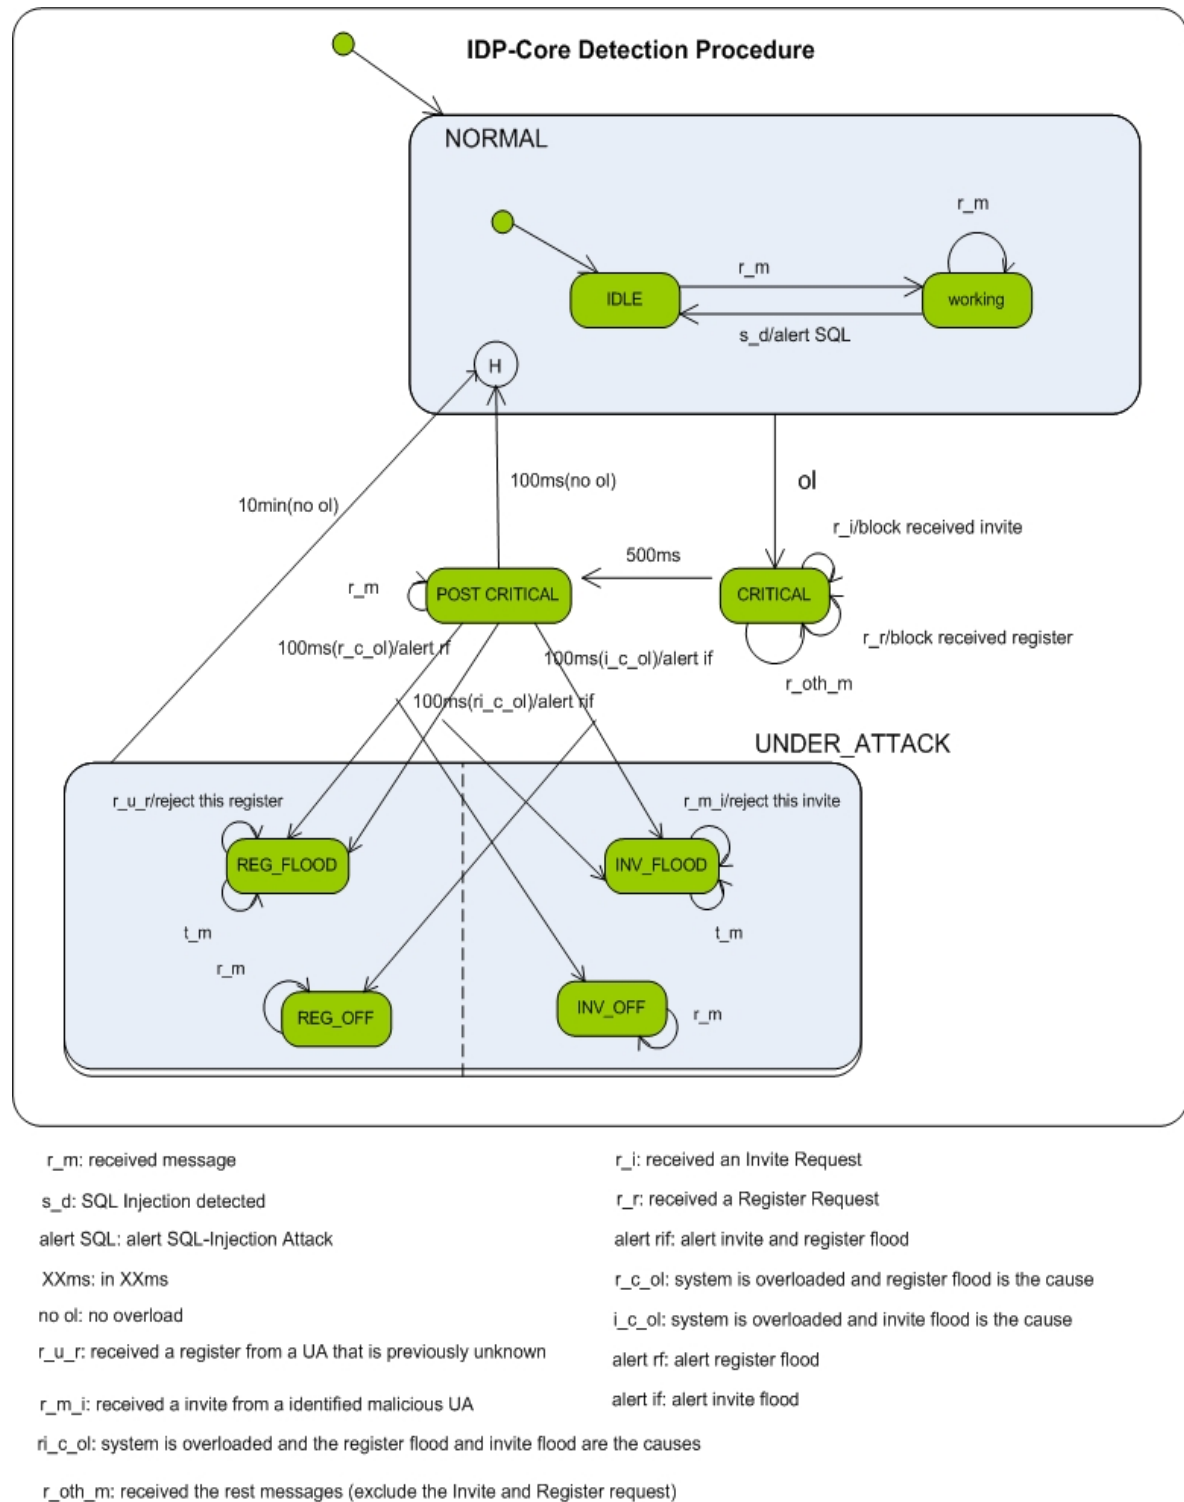 IDP-Core Detection Procedure
NORMAL
r_m
IDLE
r_m
working
s_d/alert SQL
H
10min(no ol)
100ms(no ol)
ol
r_i/block received invite
500ms
r_m
POST CRITICAL
CRITICAL
r_r/block received register
100ms(r_c_ol)/alert rf
100ms(i_c_ol)/alert if
r_oth_m
100ms(ri_c_ol)/alert rif
UNDER_ATTACK
r_u_r/reject this register
r_m_i/reject this invite
REG_FLOOD
INV_FLOOD
t_m
t_m
r_m
REG_OFF
INV_OFF
r_m
r_m: received message
s_d: SQL Injection detected
alert SQL: alert SQL-Injection Attack
XXms: in XXms
no ol: no overload
r_u_r: received a register from a UA that is previously unknown
r_m_i: received a invite from a identified malicious UA
ri_c_ol: system is overloaded and the register flood and invite flood are the causes
r_oth_m: received the rest messages (exclude the Invite and Register request)
r_i: received an Invite Request
r_r: received a Register Request
alert rif: alert invite and register flood
r_c_ol: system is overloaded and register flood is the cause
i_c_ol: system is overloaded and invite flood is the cause
alert rf: alert register flood
alert if: alert invite flood